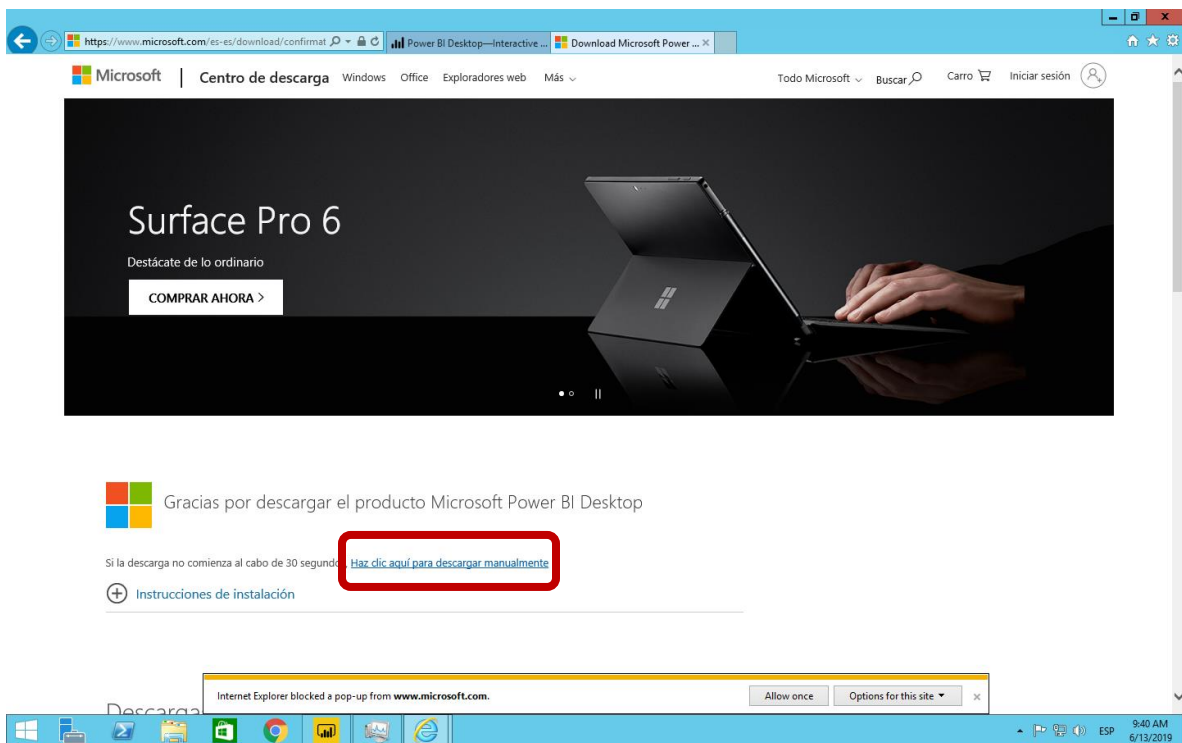 https://www.microsoft.com/es-es/download/confirmat
Power BI Desktop—Interactive ...
Download Microsoft Power ...
Microsoft
Centro de descarga
Windows
Office
Exploradores web
Más
Todo Microsoft
Buscar
Carro
Iniciar sesión
Surface Pro 6
Destácate de lo ordinario
COMPRAR AHORA >
Gracias por descargar el producto Microsoft Power BI Desktop
Si la descarga no comienza al cabo de 30 segundo Haz clic aquí para descargar manualmente
Instrucciones de instalación
Internet Explorer blocked a pop-up from www.microsoft.com.
Allow once
Options for this site
Descarga
ESP
9:40 AM
6/13/2019